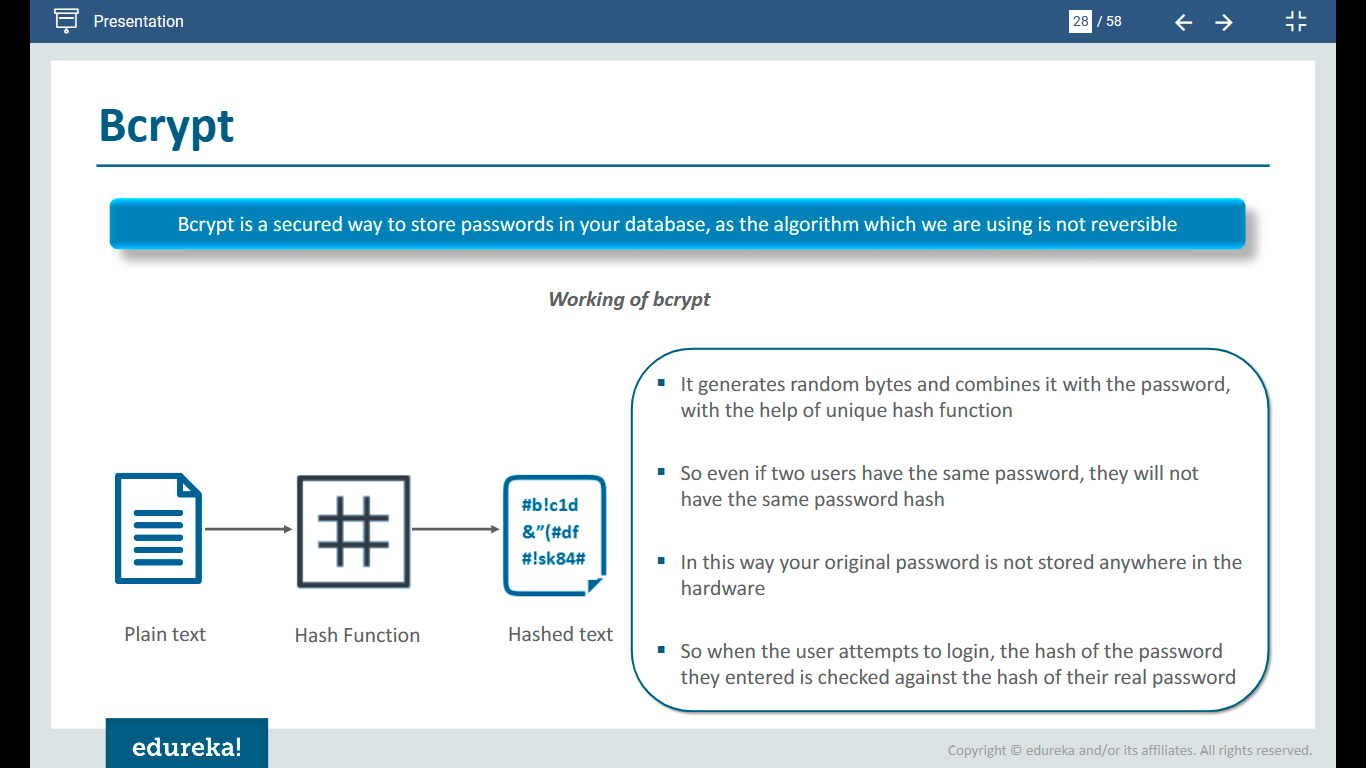 Presentation
28 / 58
Bcrypt
Bcrypt is a secured way to store passwords in your database, as the algorithm which we are using is not reversible
Working of bcrypt
#b!c1d
&”(#df
#!sk84#
Plain text
Hash Function
Hashed text
▪ It generates random bytes and combines it with the password,
with the help of unique hash function
▪ So even if two users have the same password, they will not
have the same password hash
▪ In this way your original password is not stored anywhere in the
hardware
▪ So when the user attempts to login, the hash of the password
they entered is checked against the hash of their real password
edureka!
Copyright © edureka and/or its affiliates. All rights reserved.